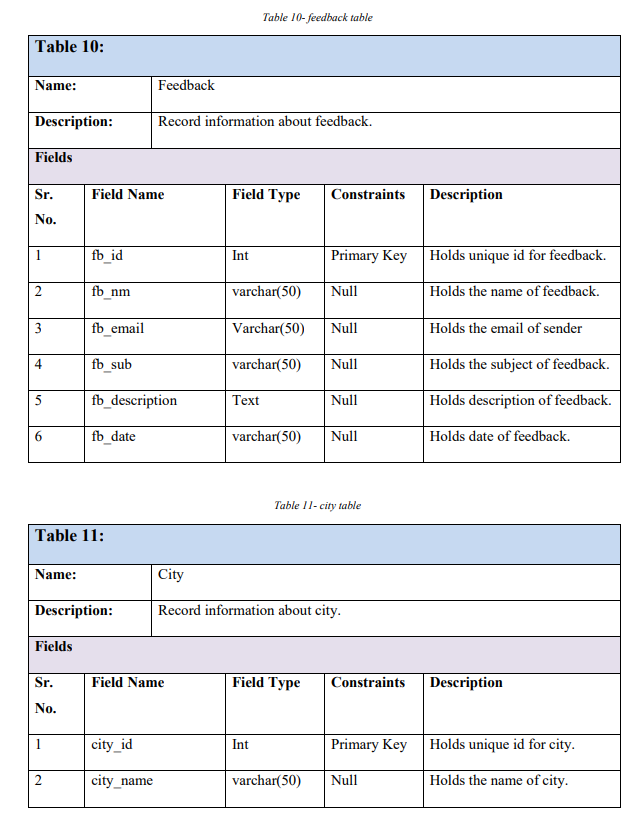 Table 10- feedback table
Table 10:
Name: Feedback
Description: Record information about feedback.
Fields
Sr. No. Field Name Field Type Constraints Description
1 fb_id Int Primary Key Holds unique id for feedback.
2 fb_nm varchar(50) Null Holds the name of feedback.
3 fb_email Varchar(50) Null Holds the email of sender
4 fb_sub varchar(50) Null Holds the subject of feedback.
5 fb_description Text Null Holds description of feedback.
6 fb_date varchar(50) Null Holds date of feedback.
Table 11- city table
Table 11:
Name: City
Description: Record information about city.
Fields
Sr. No. Field Name Field Type Constraints Description
1 city_id Int Primary Key Holds unique id for city.
2 city_name varchar(50) Null Holds the name of city.